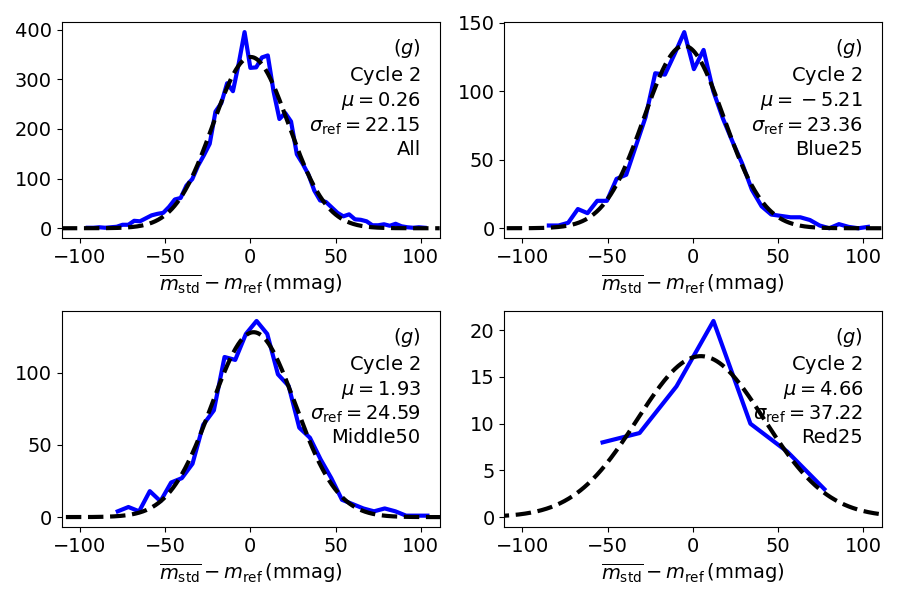 400
300
200
100
0
−100
−50
0
50
100
(g)
Cycle 2
μ = 0.26
σref = 22.15
All
m̅std − mref (mmag)
150
100
50
0
−100
−50
0
50
100
(g)
Cycle 2
μ = −5.21
σref = 23.36
Blue25
m̅std − mref (mmag)
100
50
0
−100
−50
0
50
100
(g)
Cycle 2
μ = 1.93
σref = 24.59
Middle50
m̅std − mref (mmag)
20
15
10
5
0
−100
−50
0
50
100
(g)
Cycle 2
μ = 4.66
σref = 37.22
Red25
m̅std − mref (mmag)